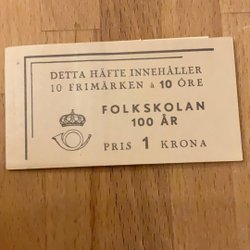 DETTA HÄFTE INNEHÅLLER
10 FRIMÄRKEN à 10 ÖRE
FOLKSKOLAN
100 ÅR
PRIS 1 KRONA